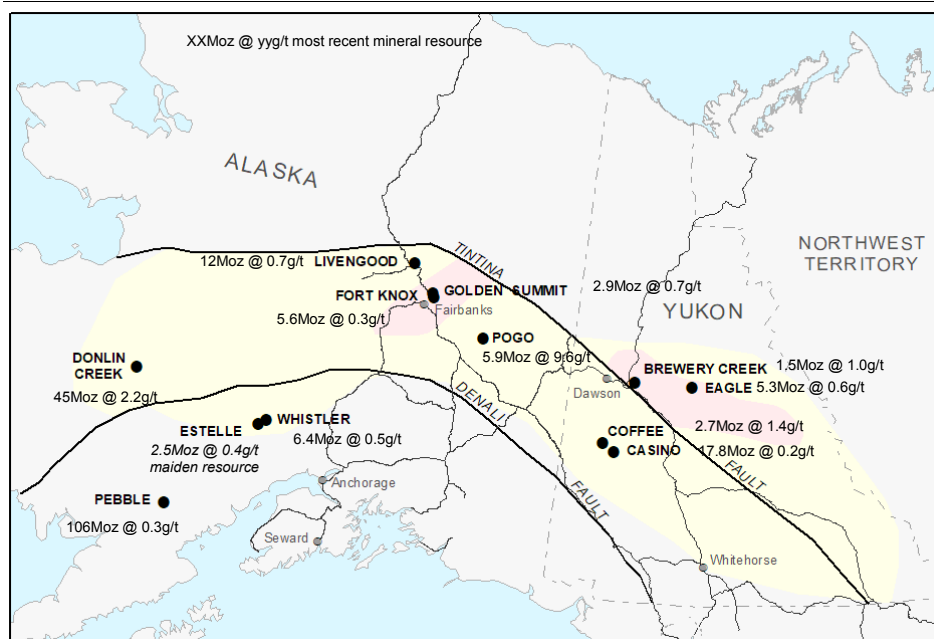 XXMoz @ yyg/t most recent mineral resource
ALASKA
NORTHWEST
TERRITORY
TINTINA
12Moz @ 0.7g/t
LIVENGOOD
2.9Moz @ 0.7g/t
GOLDEN SUMMIT
FORT KNOX
Fairbanks
YUKON
5.6Moz @ 0.3g/t
POGO
5.9Moz @ 9.6g/t
DONLIN
CREEK
BREWERY CREEK
1.5Moz @ 1.0g/t
Dawson
EAGLE
5.3Moz @ 0.6g/t
45Moz @ 2.2g/t
DENALI
WHISTLER
ESTELLE
2.7Moz @ 1.4g/t
COFFEE
6.4Moz @ 0.5g/t
2.5Moz @ 0.4g/t
maiden resource
CASINO
17.8Moz @ 0.2g/t
FAULT
Anchorage
FAULT
PEBBLE
106Moz @ 0.3g/t
Seward
Whitehorse